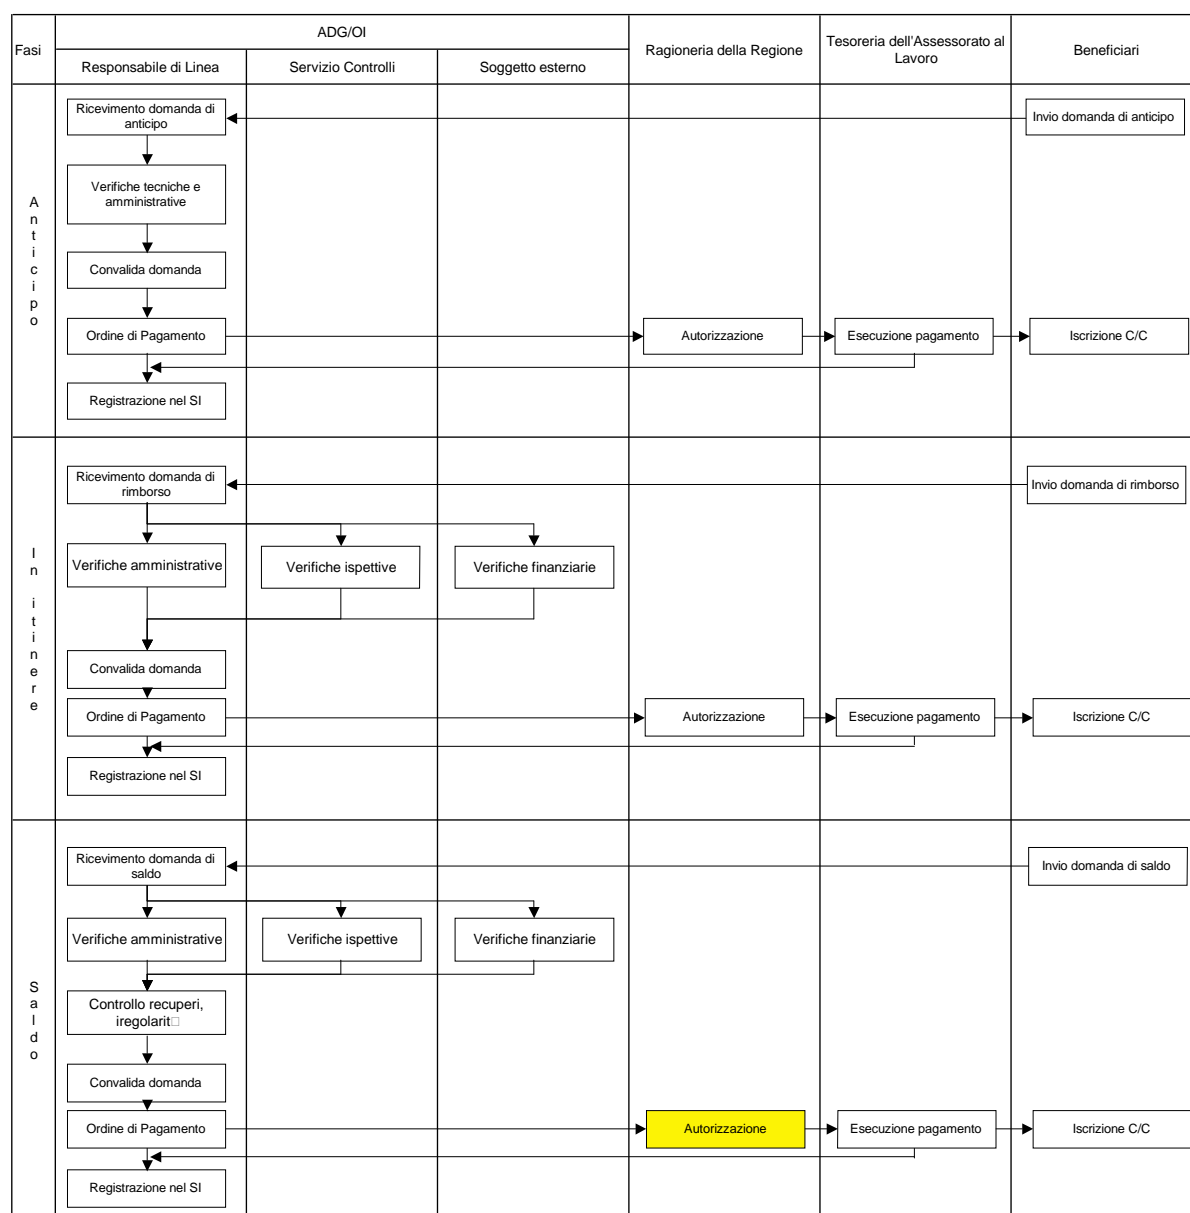 Fasi
ADG/OI
Ragioneria della Regione
Tesoreria dell'Assessorato al
Lavoro
Beneficiari
Responsabile di Linea
Servizio Controlli
Soggetto esterno
Anticipo
Ricevimento domanda di
anticipo
Invio domanda di anticipo
Verifiche tecniche e
amministrative
Convalida domanda
Ordine di Pagamento
Autorizzazione
Esecuzione pagamento
Iscrizione C/C
Registrazione nel SI
In itinere
Ricevimento domanda di
rimborso
Invio domanda di rimborso
Verifiche amministrative
Verifiche ispettive
Verifiche finanziarie
Convalida domanda
Ordine di Pagamento
Autorizzazione
Esecuzione pagamento
Iscrizione C/C
Registrazione nel SI
Saldo
Ricevimento domanda di
saldo
Invio domanda di saldo
Verifiche amministrative
Verifiche ispettive
Verifiche finanziarie
Controllo recuperi,
iregolarit□
Convalida domanda
Ordine di Pagamento
Autorizzazione
Esecuzione pagamento
Iscrizione C/C
Registrazione nel SI